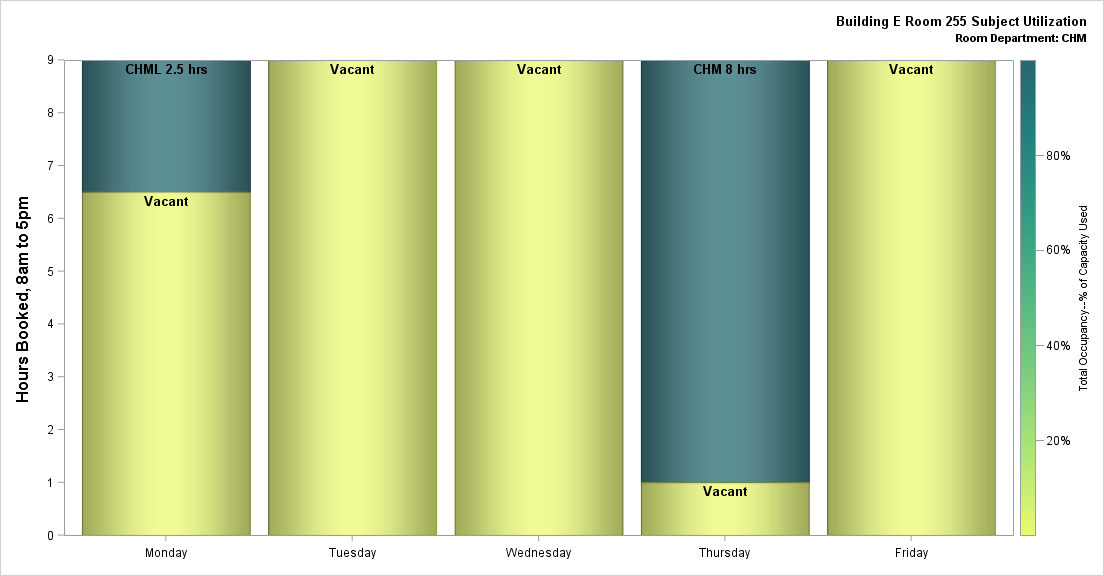 Building E Room 255 Subject Utilization
Room Department: CHM
Hours Booked, 8am to 5pm
9
8
7
6
5
4
3
2
1
0
CHML 2.5 hrs
Vacant
Vacant
Vacant
CHM 8 hrs
Vacant
Vacant
Monday
Tuesday
Wednesday
Thursday
Friday
80%
60%
40%
20%
Total Occupancy--% of Capacity Used